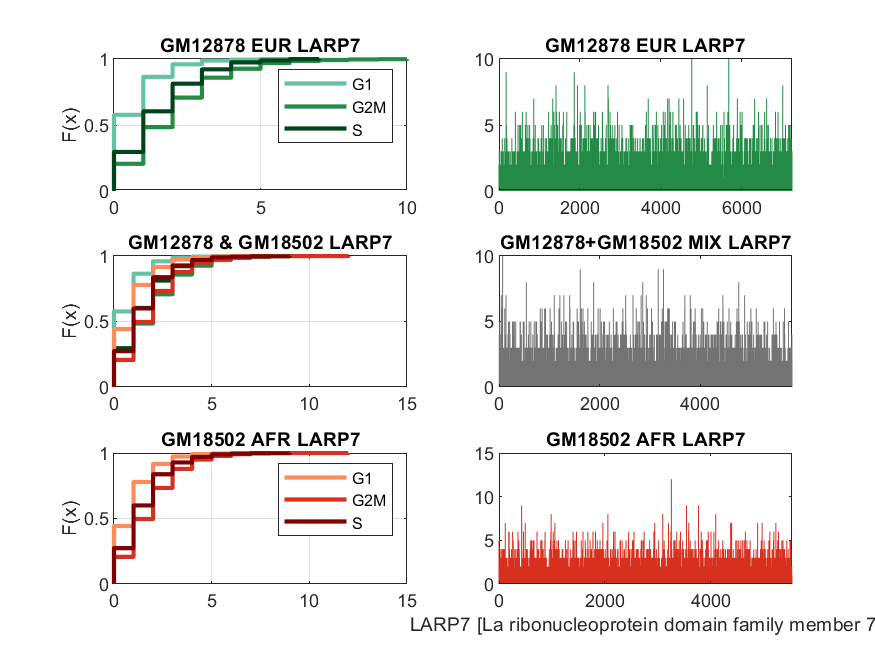 GM12878 EUR LARP7
1
0.5
0
F(x)
0 5 10
G1
G2M
S
GM12878 EUR LARP7
10
5
0
0 2000 4000 6000
GM12878 & GM18502 LARP7
1
0.5
0
F(x)
0 5 10 15
GM12878+GM18502 MIX LARP7
10
5
0
0 2000 4000
GM18502 AFR LARP7
1
0.5
0
F(x)
0 5 10 15
G1
G2M
S
GM18502 AFR LARP7
15
10
5
0
0 2000 4000
LARP7 [La ribonucleoprotein domain family member 7